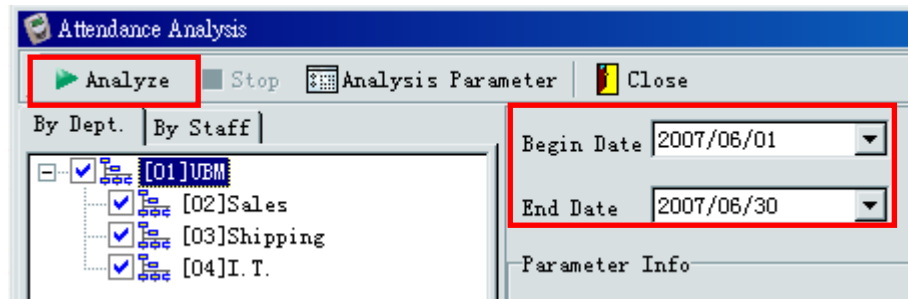 Attendance Analysis
Analyze Stop Analysis Parameter Close
By Dept. By Staff
[01]UBM
[02]Sales
[03]Shipping
[04]I.T.
Begin Date 2007/06/01
End Date 2007/06/30
Parameter Info